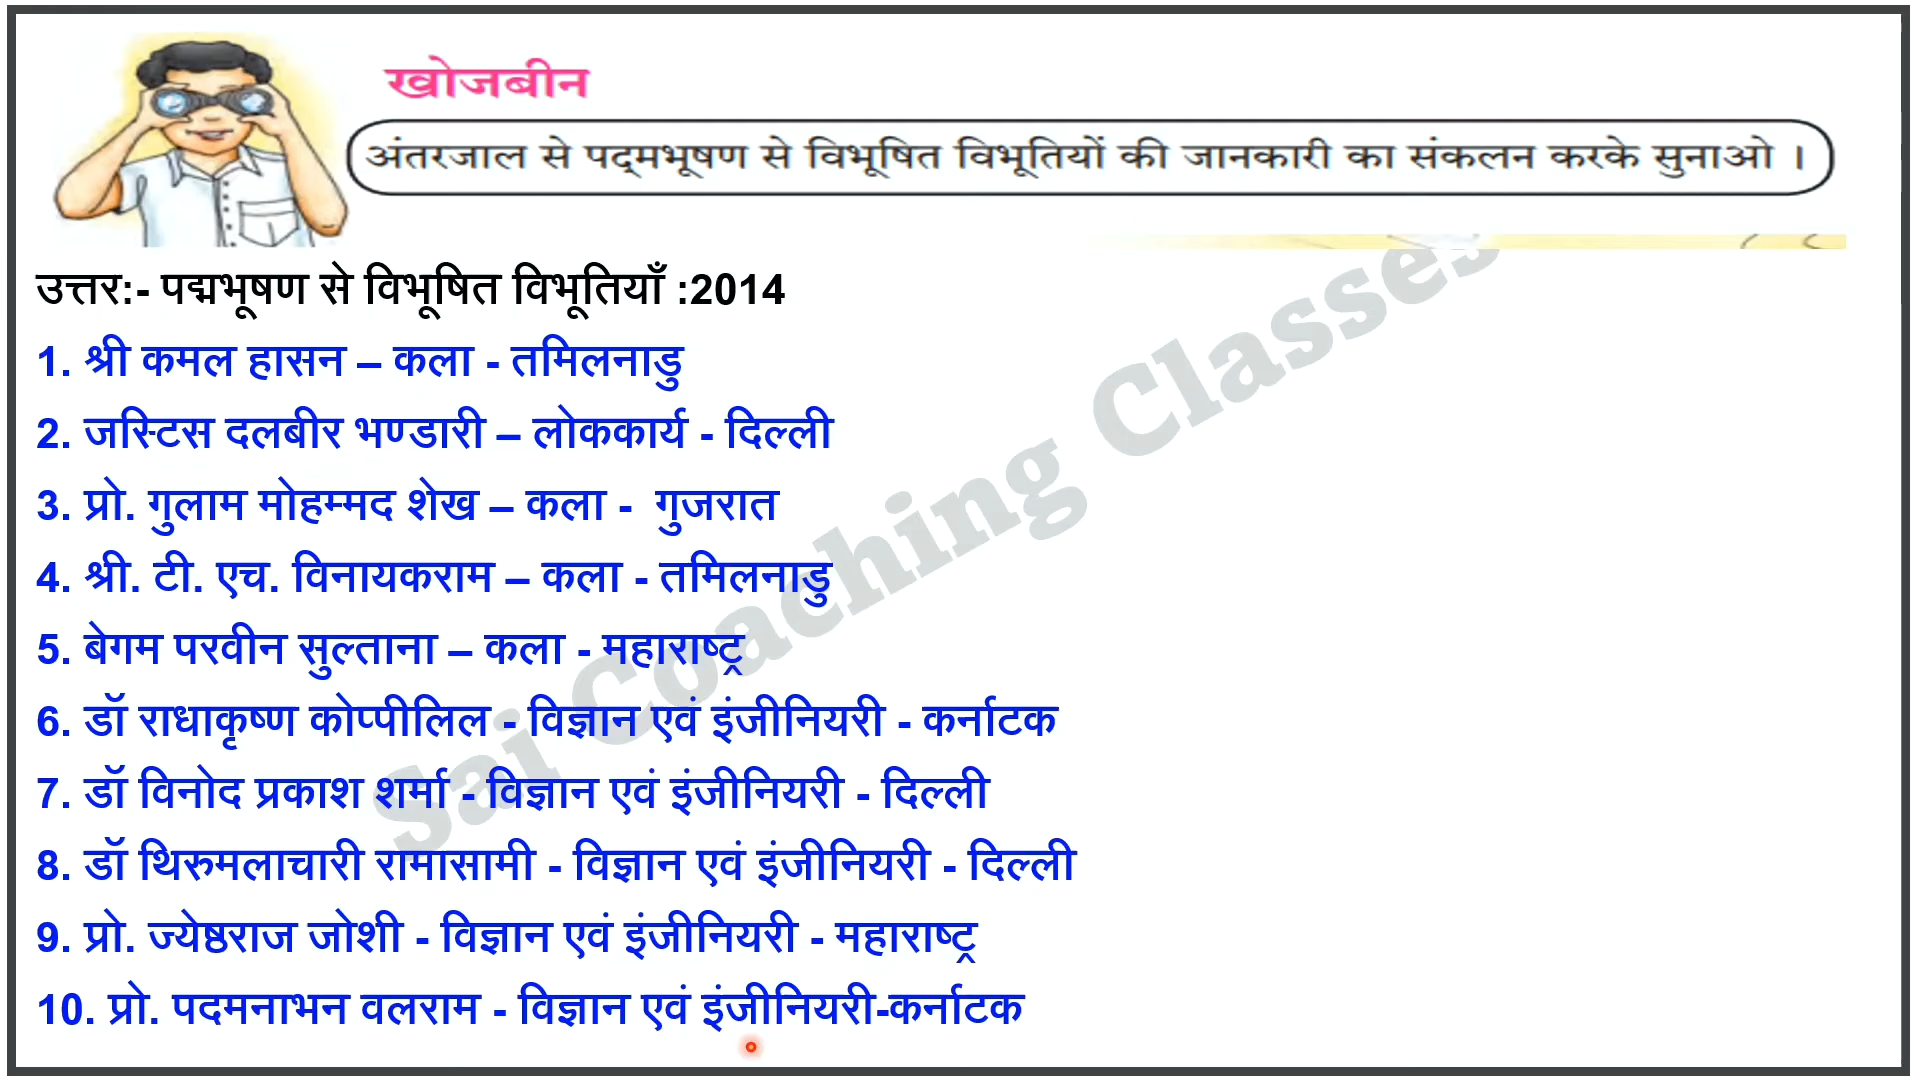 खोजबीन
अंतरजाल से पद्मभूषण से विभूषित विभूतियों की जानकारी का संकलन करके सुनाओ ।
उत्तर:- पद्मभूषण से विभूषित विभूतियाँ :2014
1. श्री कमल हासन – कला - तमिलनाडु
2. जस्टिस दलबीर भण्डारी – लोककार्य - दिल्ली
3. प्रो. गुलाम मोहम्मद शेख – कला - गुजरात
4. श्री. टी. एच. विनायकराम – कला - तमिलनाडु
5. बेगम परवीन सुल्ताना – कला - महाराष्ट्र
6. डॉ राधाकृष्ण कोप्पीलिल - विज्ञान एवं इंजीनियरी - कर्नाटक
7. डॉ विनोद प्रकाश शर्मा - विज्ञान एवं इंजीनियरी - दिल्ली
8. डॉ थिरुमलाचारी रामासामी - विज्ञान एवं इंजीनियरी - दिल्ली
9. प्रो. ज्येष्ठराज जोशी - विज्ञान एवं इंजीनियरी - महाराष्ट्र
10. प्रो. पदमनाभन वलराम - विज्ञान एवं इंजीनियरी-कर्नाटक
Sai Coaching Classes